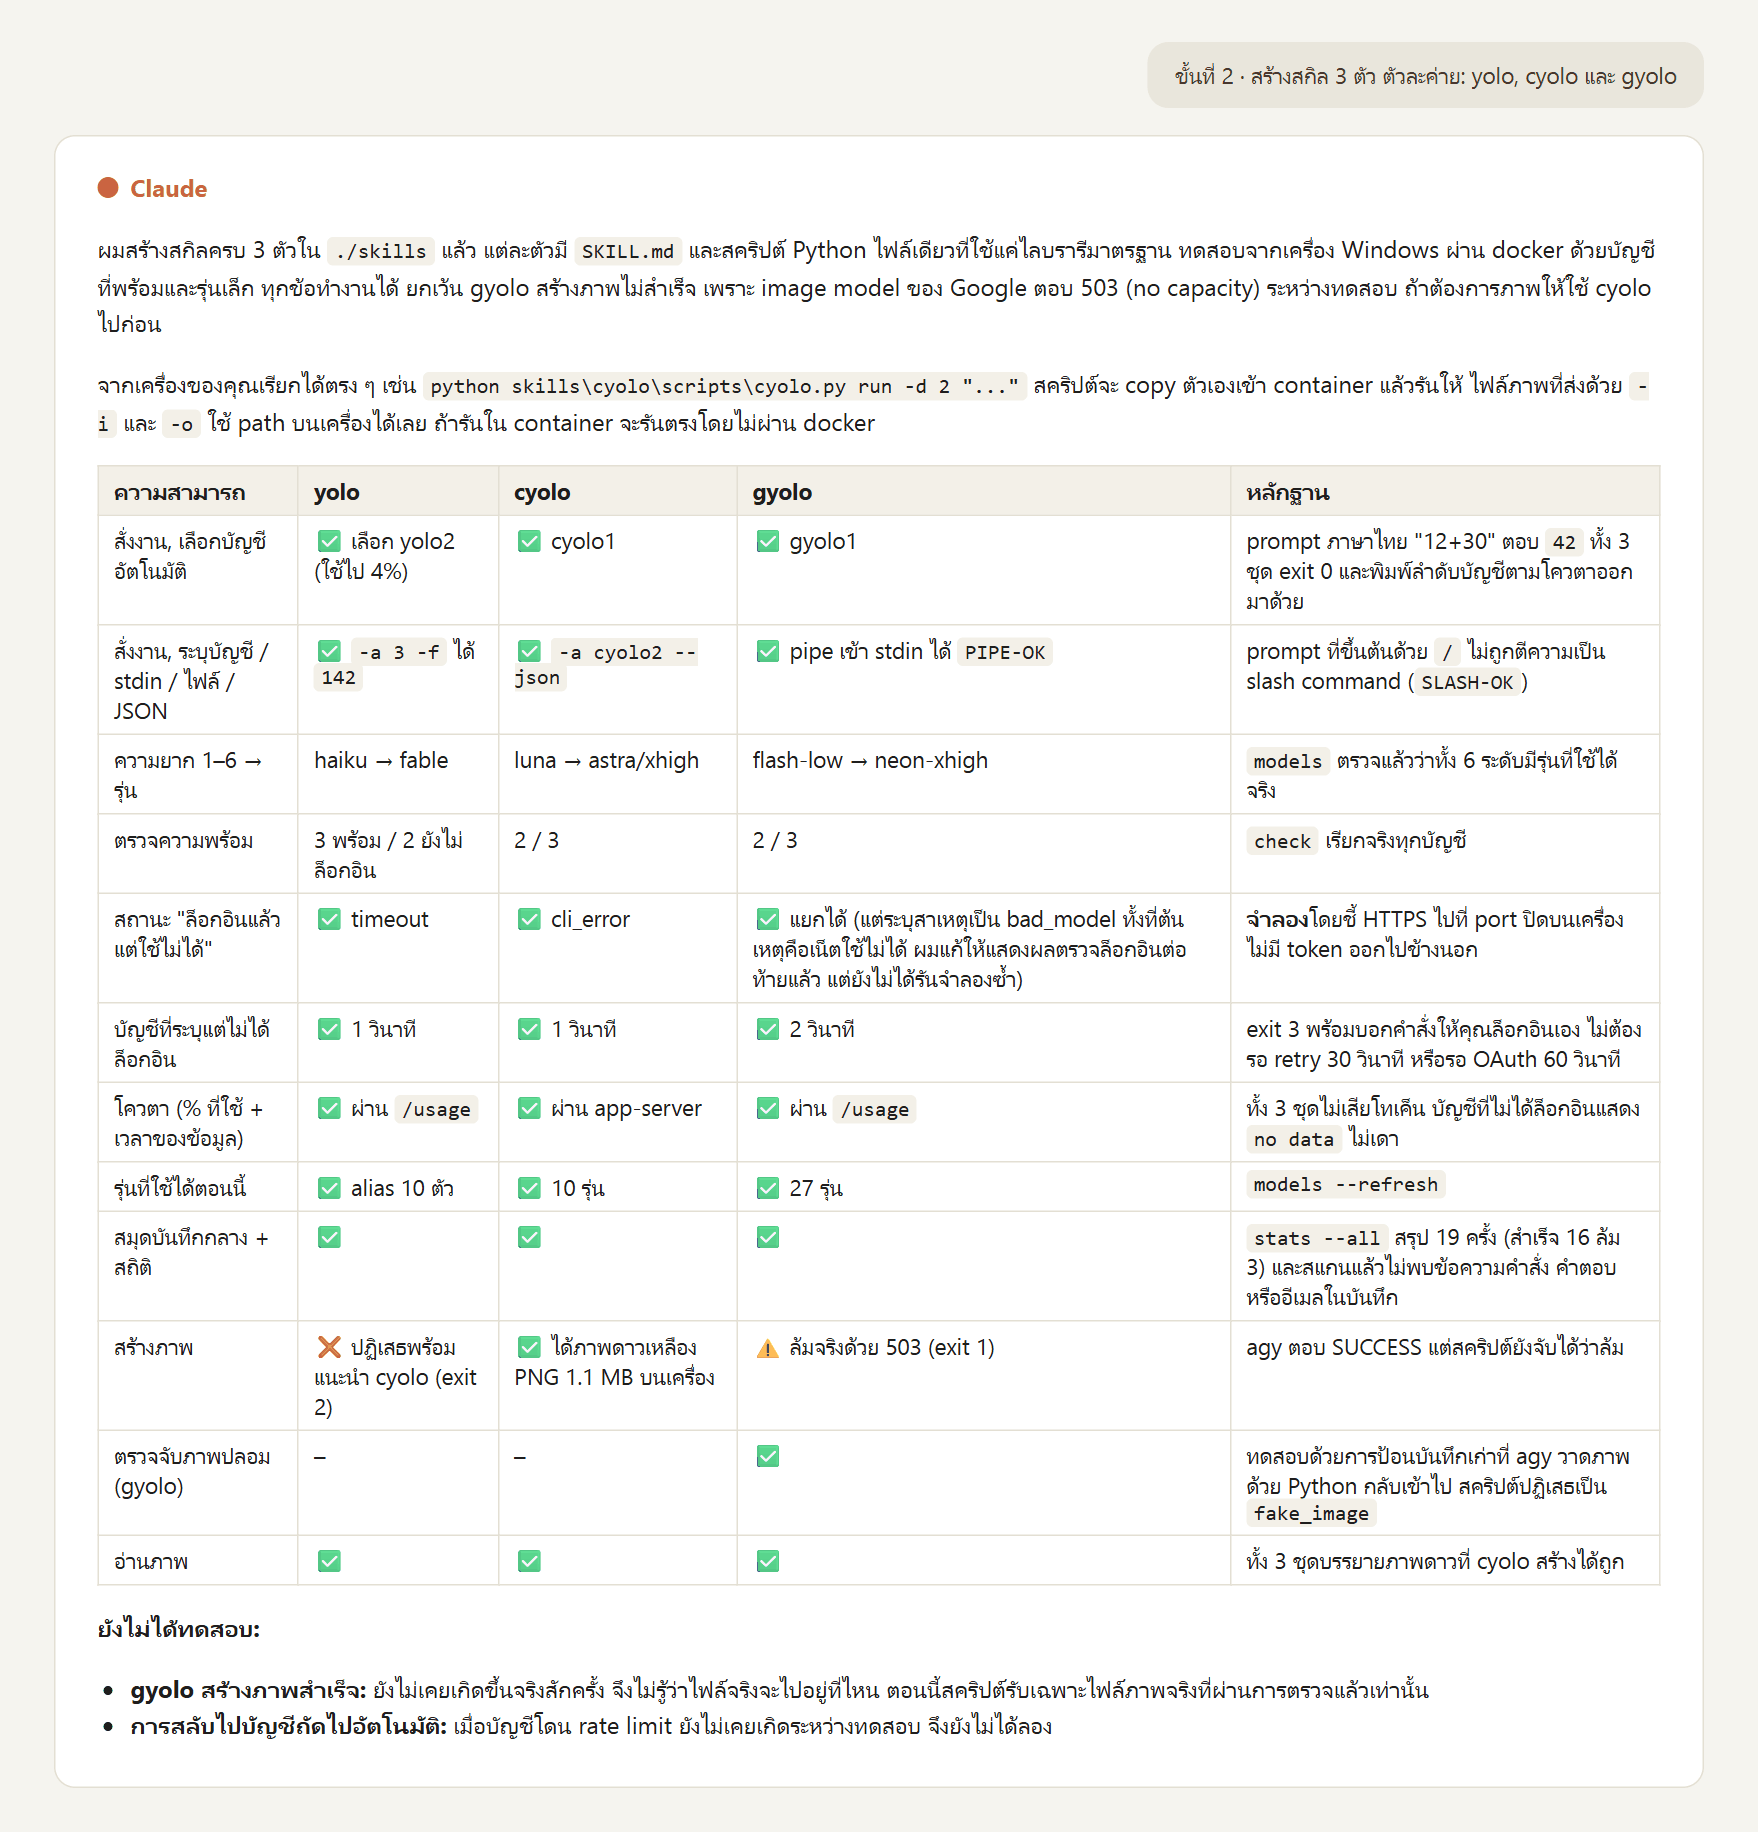 ขั้นที่ 2 · สร้างสกิล 3 ตัว ตัวละค่าย: yolo, cyolo และ gyolo
Claude
ผมสร้างสกิลครบ 3 ตัวใน ./skills แล้ว แต่ละตัวมี SKILL.md และสคริปต์ Python ไฟล์เดียวที่ใช้แค่ไลบรารีมาตรฐาน ทดสอบจากเครื่อง Windows ผ่าน docker ด้วยบัญชี
ที่พร้อมและรุ่นเล็ก ทุกข้อทำงานได้ ยกเว้น gyolo สร้างภาพไม่สำเร็จ เพราะ image model ของ Google ตอบ 503 (no capacity) ระหว่างทดสอบ ถ้าต้องการภาพให้ใช้ cyolo
ไปก่อน
จากเครื่องของคุณเรียกได้ตรง ๆ เช่น python skills\cyolo\scripts\cyolo.py run -d 2 "..." สคริปต์จะ copy ตัวเองเข้า container แล้วรันให้ ไฟล์ภาพที่ส่งด้วย -
i และ -o ใช้ path บนเครื่องได้เลย ถ้ารันใน container จะรันตรงโดยไม่ผ่าน docker
ความสามารถ yolo cyolo gyolo หลักฐาน
สั่งงาน, เลือกบัญชี
อัตโนมัติ
✅ เลือก yolo2
(ใช้ไป 4%)
✅ cyolo1
✅ gyolo1
prompt ภาษาไทย "12+30" ตอบ 42 ทั้ง 3
ชุด exit 0 และพิมพ์ลำดับบัญชีตามโควตาออก
มาด้วย
สั่งงาน, ระบุบัญชี /
stdin / ไฟล์ /
JSON
✅ -a 3 -f ได้
142
✅ -a cyolo2 --
json
✅ pipe เข้า stdin ได้ PIPE-OK
prompt ที่ขึ้นต้นด้วย / ไม่ถูกตีความเป็น
slash command (SLASH-OK)
ความยาก 1–6 →
รุ่น
haiku → fable
luna → astra/xhigh
flash-low → neon-xhigh
models ตรวจแล้วว่าทั้ง 6 ระดับมีรุ่นที่ใช้ได้
จริง
ตรวจความพร้อม
3 พร้อม / 2 ยังไม่
ล็อกอิน
2 / 3
2 / 3
check เรียกจริงทุกบัญชี
สถานะ "ล็อกอินแล้ว
แต่ใช้ไม่ได้"
✅ timeout
✅ cli_error
✅ แยกได้ (แต่ระบุสาเหตุเป็น bad_model ทั้งที่ต้น
เหตุคือเน็ตใช้ไม่ได้ ผมแก้ให้แสดงผลตรวจล็อกอินต่อ
ท้ายแล้ว แต่ยังไม่ได้รันจำลองซ้ำ)
จำลองโดยชี้ HTTPS ไปที่ port ปิดบนเครื่อง
ไม่มี token ออกไปข้างนอก
บัญชีที่ระบุแต่ไม่ได้
ล็อกอิน
✅ 1 วินาที
✅ 1 วินาที
✅ 2 วินาที
exit 3 พร้อมบอกคำสั่งให้คุณล็อกอินเอง ไม่ต้อง
รอ retry 30 วินาที หรือรอ OAuth 60 วินาที
โควตา (% ที่ใช้ +
เวลาของข้อมูล)
✅ ผ่าน /usage
✅ ผ่าน app-server
✅ ผ่าน /usage
ทั้ง 3 ชุดไม่เสียโทเค็น บัญชีที่ไม่ได้ล็อกอินแสดง
no data ไม่เดา
รุ่นที่ใช้ได้ตอนนี้
✅ alias 10 ตัว
✅ 10 รุ่น
✅ 27 รุ่น
models --refresh
สมุดบันทึกกลาง +
สถิติ
✅
✅
✅
stats --all สรุป 19 ครั้ง (สำเร็จ 16 ล้ม
3) และสแกนแล้วไม่พบข้อความคำสั่ง คำตอบ
หรืออีเมลในบันทึก
สร้างภาพ
❌ ปฏิเสธพร้อม
แนะนำ cyolo (exit
2)
✅ ได้ภาพดาวเหลือง
PNG 1.1 MB บนเครื่อง
⚠️ ล้มจริงด้วย 503 (exit 1)
agy ตอบ SUCCESS แต่สคริปต์ยังจับได้ว่าล้ม
ตรวจจับภาพปลอม
(gyolo)
–
–
✅
ทดสอบด้วยการป้อนบันทึกเก่าที่ agy วาดภาพ
ด้วย Python กลับเข้าไป สคริปต์ปฏิเสธเป็น
fake_image
อ่านภาพ
✅
✅
✅
ทั้ง 3 ชุดบรรยายภาพดาวที่ cyolo สร้างได้ถูก
ยังไม่ได้ทดสอบ:
• gyolo สร้างภาพสำเร็จ: ยังไม่เคยเกิดขึ้นจริงสักครั้ง จึงไม่รู้ว่าไฟล์จริงจะไปอยู่ที่ไหน ตอนนี้สคริปต์รับเฉพาะไฟล์ภาพจริงที่ผ่านการตรวจแล้วเท่านั้น
• การสลับไปบัญชีถัดไปอัตโนมัติ: เมื่อบัญชีโดน rate limit ยังไม่เคยเกิดระหว่างทดสอบ จึงยังไม่ได้ลอง